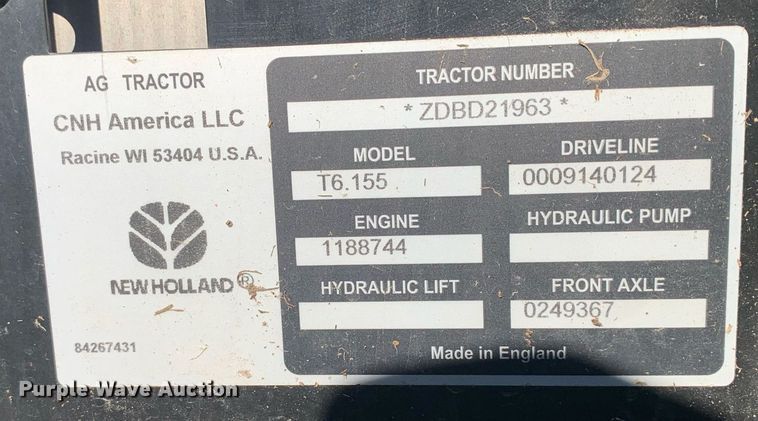 AG TRACTOR
CNH America LLC
Racine WI 53404 U.S.A.
NEW HOLLAND®
84267431
TRACTOR NUMBER
*ZDBD21963*
MODEL
T6.155
DRIVELINE
0009140124
ENGINE
1188744
HYDRAULIC PUMP
HYDRAULIC LIFT
FRONT AXLE
0249367
Made in England
Purple Wave Auction